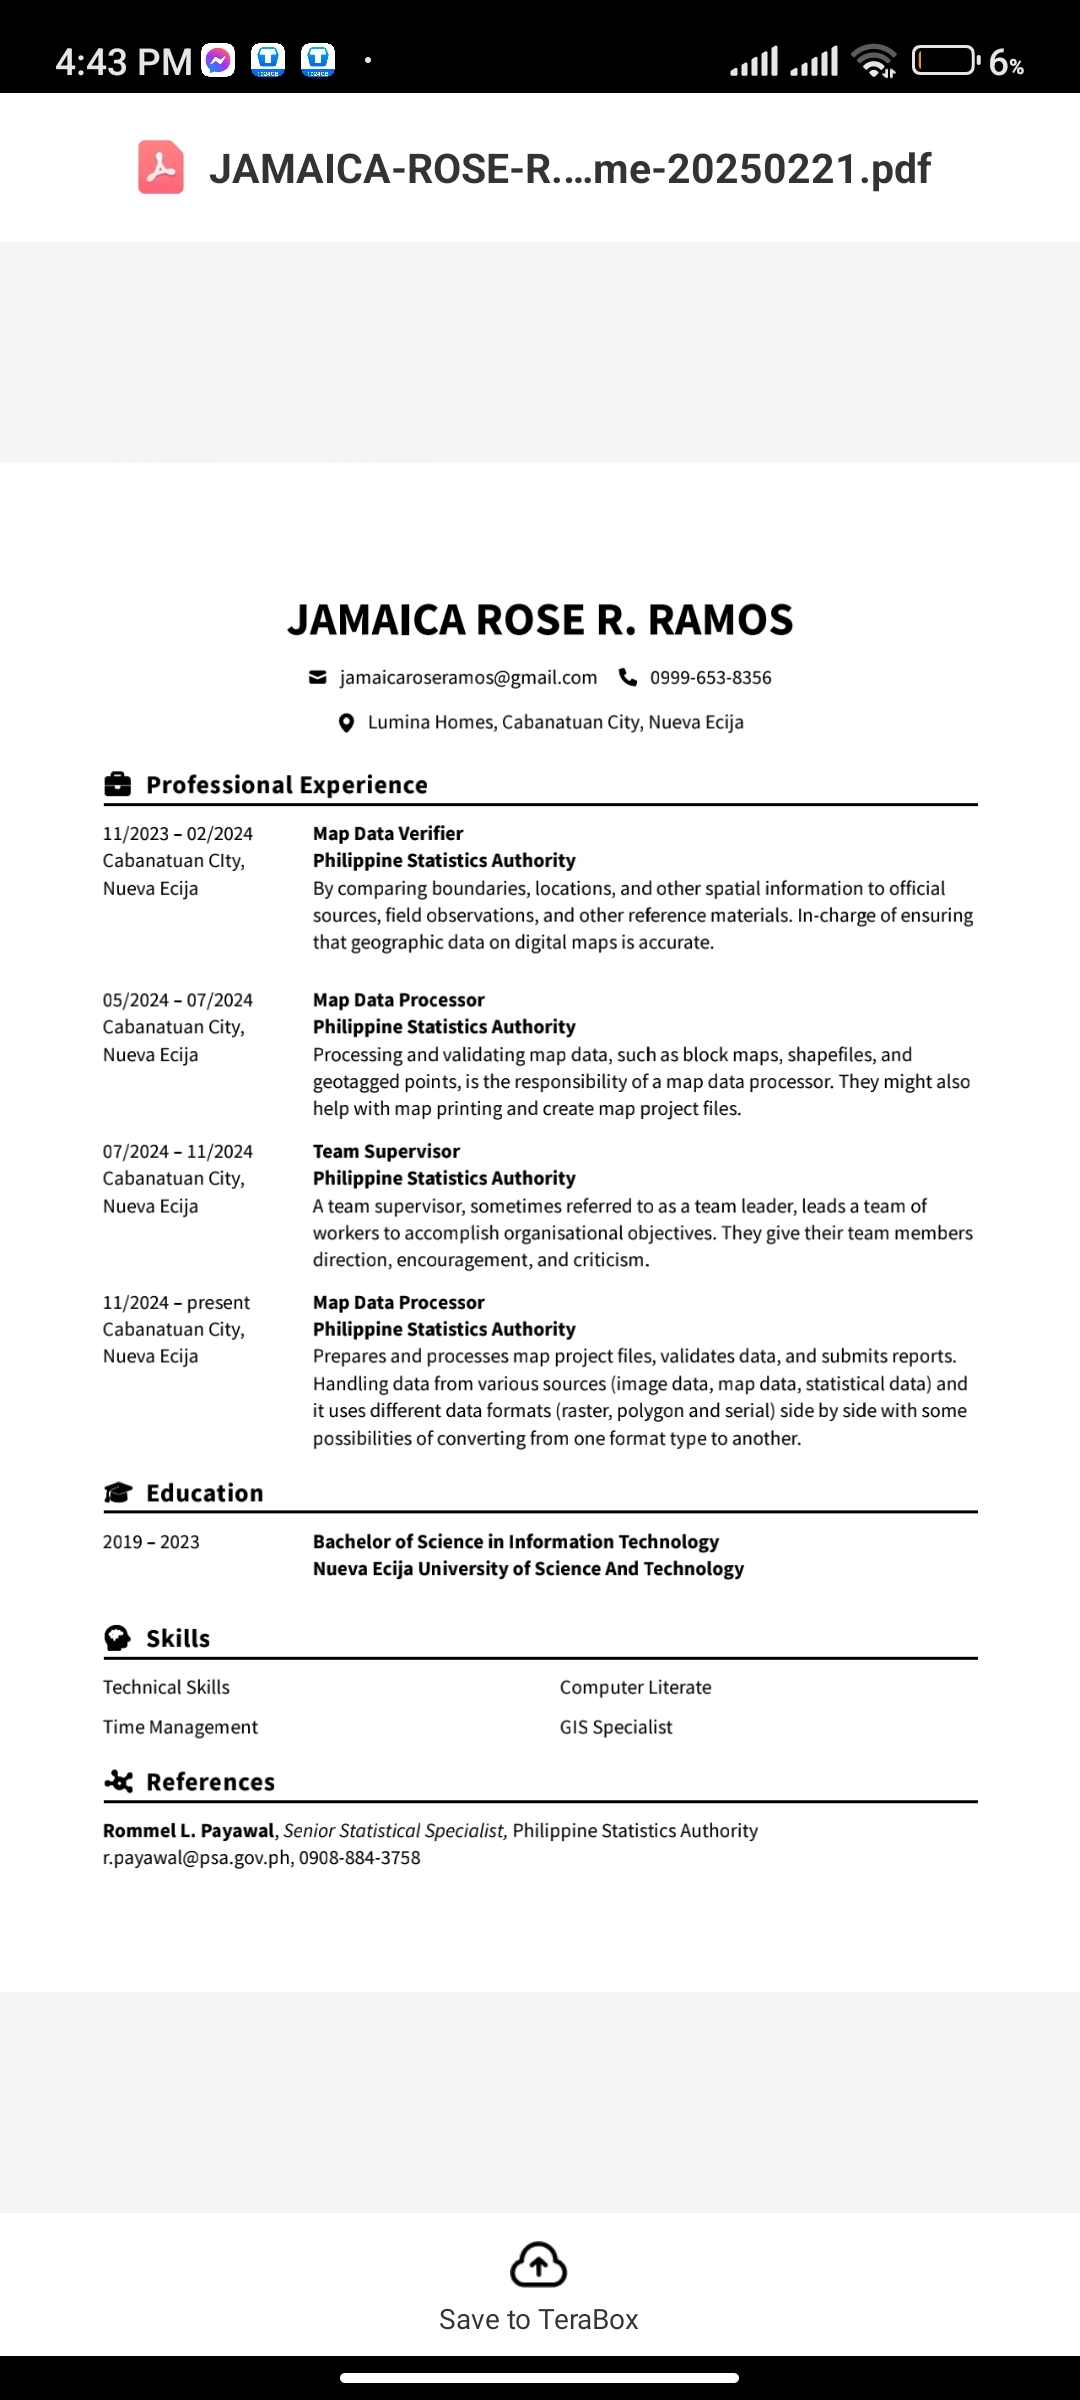 4:43 PM
6%
JAMAICA-ROSE-R....me-20250221.pdf
JAMAICA ROSE R. RAMOS
jamaicaroseramos@gmail.com 0999-653-8356
Lumina Homes, Cabanatuan City, Nueva Ecija
Professional Experience
11/2023 – 02/2024
Cabanatuan CIty,
Nueva Ecija
Map Data Verifier
Philippine Statistics Authority
By comparing boundaries, locations, and other spatial information to official
sources, field observations, and other reference materials. In-charge of ensuring
that geographic data on digital maps is accurate.
05/2024 – 07/2024
Cabanatuan City,
Nueva Ecija
Map Data Processor
Philippine Statistics Authority
Processing and validating map data, such as block maps, shapefiles, and
geotagged points, is the responsibility of a map data processor. They might also
help with map printing and create map project files.
07/2024 – 11/2024
Cabanatuan City,
Nueva Ecija
Team Supervisor
Philippine Statistics Authority
A team supervisor, sometimes referred to as a team leader, leads a team of
workers to accomplish organisational objectives. They give their team members
direction, encouragement, and criticism.
11/2024 – present
Cabanatuan City,
Nueva Ecija
Map Data Processor
Philippine Statistics Authority
Prepares and processes map project files, validates data, and submits reports.
Handling data from various sources (image data, map data, statistical data) and
it uses different data formats (raster, polygon and serial) side by side with some
possibilities of converting from one format type to another.
Education
2019 – 2023
Bachelor of Science in Information Technology
Nueva Ecija University of Science And Technology
Skills
Technical Skills
Computer Literate
Time Management
GIS Specialist
References
Rommel L. Payawal, Senior Statistical Specialist, Philippine Statistics Authority
r.payawal@psa.gov.ph, 0908-884-3758
Save to TeraBox